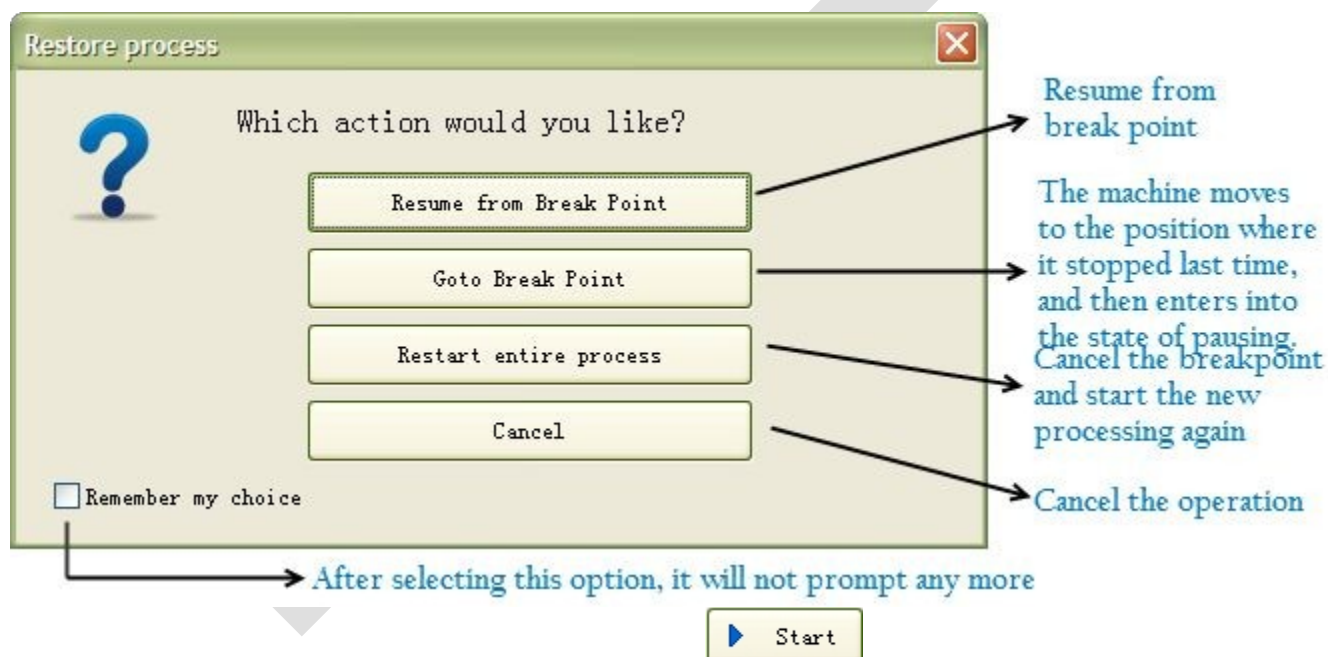 Restore process
Which action would you like?
Resume from Break Point
Goto Break Point
Restart entire process
Cancel
Remember my choice
Resume from
break point
The machine moves
to the position where
it stopped last time,
and then enters into
the state of pausing.
Cancel the breakpoint
and start the new
processing again
Cancel the operation
After selecting this option, it will not prompt any more
Start